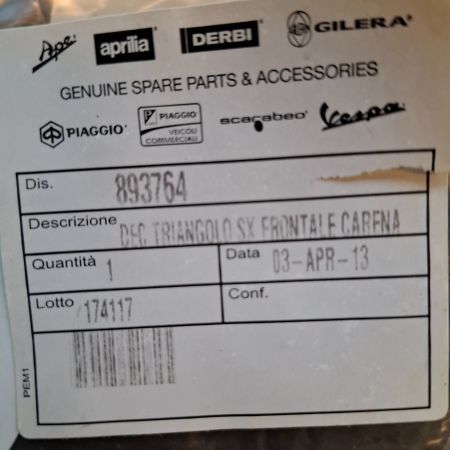 Ape aprilia DERBI GILERA
GENUINE SPARE PARTS & ACCESSORIES
PIAGGIO P PIAGGIO VEICOLI COMMERCIALI scarabeo Vespa
Dis. 893764
Descrizione DEC TRIANGOLO SX FRONTALE CARENA
Quantità 1 Data 03-APR-13
Lotto 174117 Conf.
PEM1